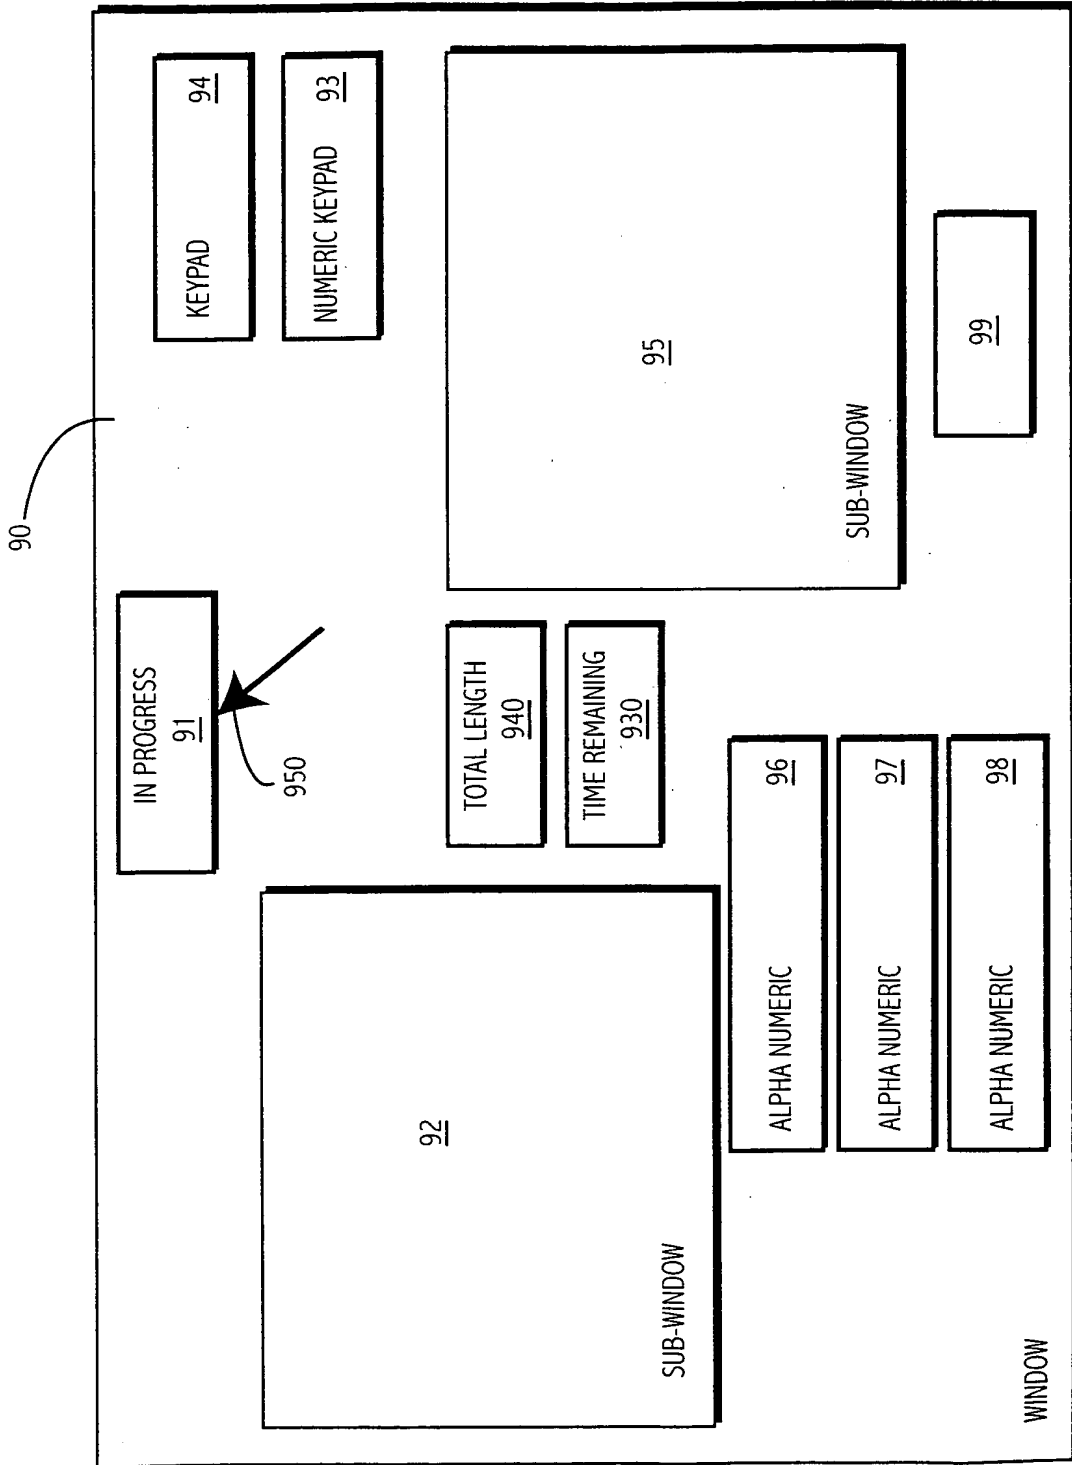 90
IN PROGRESS
91
950
KEYPAD
94
NUMERIC KEYPAD
93
92
SUB-WINDOW
TOTAL LENGTH
940
TIME REMAINING
930
95
SUB-WINDOW
ALPHA NUMERIC
96
ALPHA NUMERIC
97
ALPHA NUMERIC
98
99
WINDOW